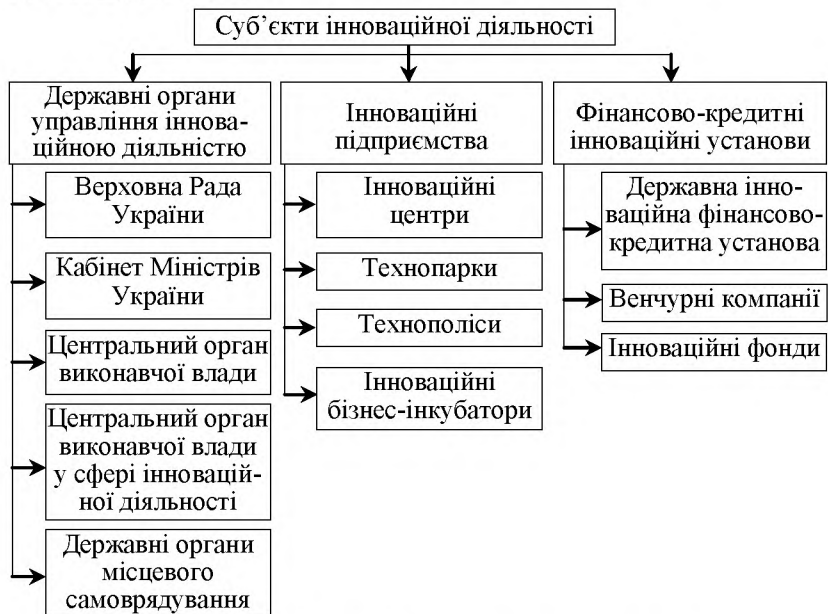 Суб’єкти інноваційної діяльності
Державні органи
управління іннова-
ційною діяльністю
Верховна Рада
України
Кабінет Міністрів
України
Центральний орган
виконавчої влади
Центральний орган
виконавчої влади
у сфері інновацій-
ної діяльності
Державні органи
місцевого
самоврядування
Інноваційні
підприємства
Інноваційні
центри
Технопарки
Технополіси
Інноваційні
бізнес-інкубатори
Фінансово-кредитні
інноваційні установи
Державна інно-
ваційна фінансово-
кредитна установа
Венчурні компанії
Інноваційні фонди